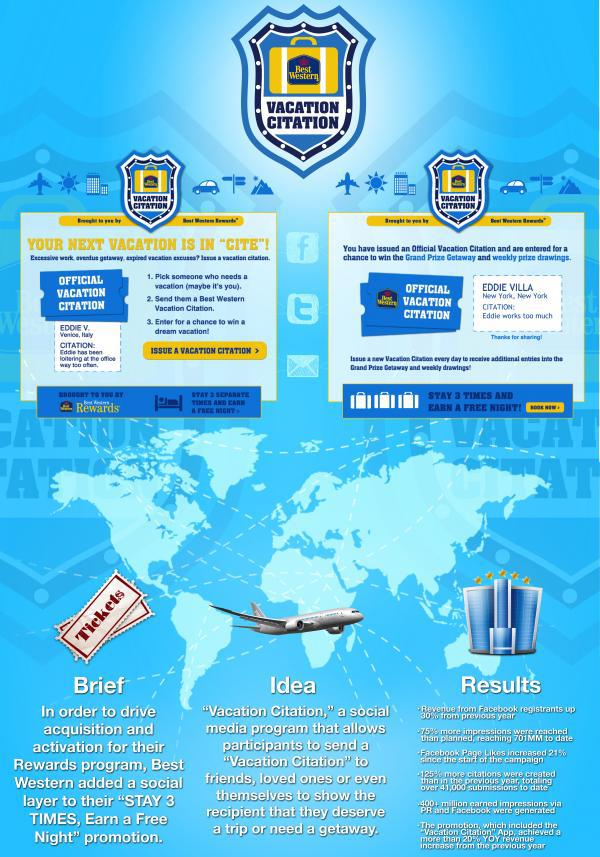 Best
Western
VACATION
CITATION
Best
Western
VACATION
CITATION
Brought to you by Best Western Rewards®
YOUR NEXT VACATION IS IN "CITE"!
Excessive work, overdue getaway, expired vacation excuses? Issue a vacation citation.
OFFICIAL
VACATION
CITATION
EDDIE V.
Venice, Italy
CITATION:
Eddie has been
loitering at the office
way too often.
1. Pick someone who needs a
vacation (maybe it's you).
2. Send them a Best Western
Vacation Citation.
3. Enter for a chance to win a
dream vacation!
ISSUE A VACATION CITATION >
BROUGHT TO YOU BY
Best Western
Rewards®
STAY 3 SEPARATE
TIMES AND EARN
A FREE NIGHT >
Best
Western
VACATION
CITATION
Brought to you by Best Western Rewards®
You have issued an Official Vacation Citation and are entered for a
chance to win the Grand Prize Getaway and weekly prize drawings.
Best
Western
OFFICIAL
VACATION
CITATION
EDDIE VILLA
New York, New York
CITATION:
Eddie works too much
Thanks for sharing!
Issue a new Vacation Citation every day to receive additional entries into the
Grand Prize Getaway and weekly drawings!
STAY 3 TIMES AND
EARN A FREE NIGHT!
BOOK NOW >
Tickets
Brief
In order to drive
acquisition and
activation for their
Rewards program, Best
Western added a social
layer to their "STAY 3
TIMES, Earn a Free
Night" promotion.
Idea
"Vacation Citation," a social
media program that allows
participants to send a
"Vacation Citation" to
friends, loved ones or even
themselves to show the
recipient that they deserve
a trip or need a getaway.
Results
·Revenue from Facebook registrants up
30% from previous year
·75% more impressions were reached
than planned, reaching 701MM to date
·Facebook Page Likes increased 21%
since the start of the campaign
·125% more citations were created
than in the previous year, totaling
over 41,000 submissions to date
·400+ million earned impressions via
PR and Facebook were generated
·The promotion, which included the
"Vacation Citation" App, achieved a
more than 20% YOY revenue
increase from the previous year